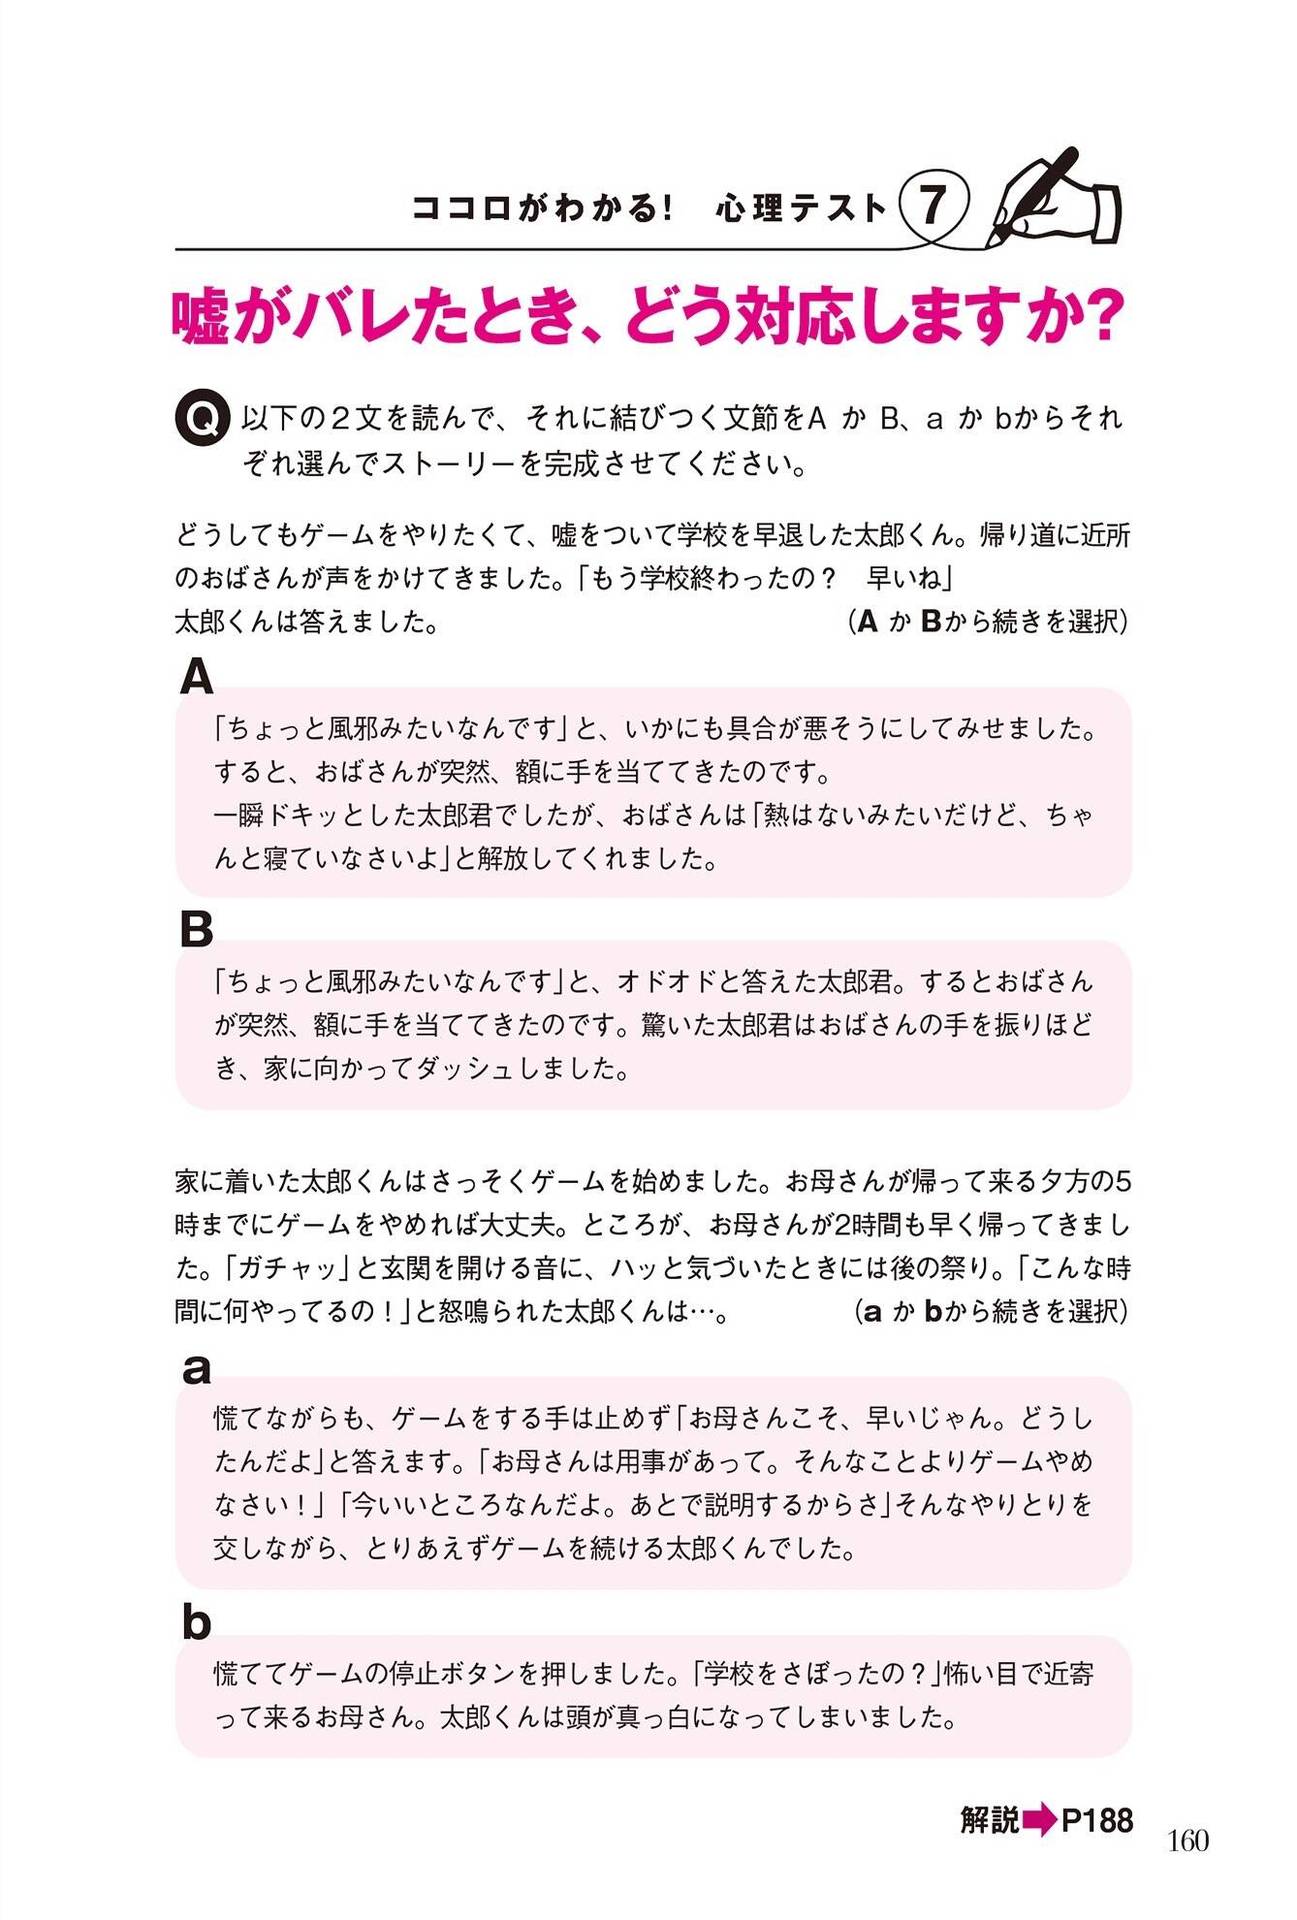 ココロがわかる！　心理テスト 7
嘘がバレたとき、どう対応しますか？
Q 以下の２文を読んで、それに結びつく文節をA か B、a か bからそれ
ぞれ選んでストーリーを完成させてください。
どうしてもゲームをやりたくて、嘘をついて学校を早退した太郎くん。帰り道に近所
のおばさんが声をかけてきました。「もう学校終わったの？　早いね」
太郎くんは答えました。　（A か Bから続きを選択）
A
「ちょっと風邪みたいなんです」と、いかにも具合が悪そうにしてみせました。
すると、おばさんが突然、額に手を当ててきたのです。
一瞬ドキッとした太郎君でしたが、おばさんは「熱はないみたいだけど、ちゃ
んと寝ていなさいよ」と解放してくれました。
B
「ちょっと風邪みたいなんです」と、オドオドと答えた太郎君。するとおばさん
が突然、額に手を当ててきたのです。驚いた太郎君はおばさんの手を振りほど
き、家に向かってダッシュしました。
家に着いた太郎くんはさっそくゲームを始めました。お母さんが帰って来る夕方の5
時までにゲームをやめれば大丈夫。ところが、お母さんが2時間も早く帰ってきまし
た。「ガチャッ」と玄関を開ける音に、ハッと気づいたときには後の祭り。「こんな時
間に何やってるの！」と怒鳴られた太郎くんは…。　（a か bから続きを選択）
a
慌てながらも、ゲームをする手は止めず「お母さんこそ、早いじゃん。どうし
たんだよ」と答えます。「お母さんは用事があって。そんなことよりゲームやめ
なさい！」「今いいところなんだよ。あとで説明するからさ」そんなやりとりを
交しながら、とりあえずゲームを続ける太郎くんでした。
b
慌ててゲームの停止ボタンを押しました。「学校をさぼったの？」怖い目で近寄
って来るお母さん。太郎くんは頭が真っ白になってしまいました。
解説➡P188
160